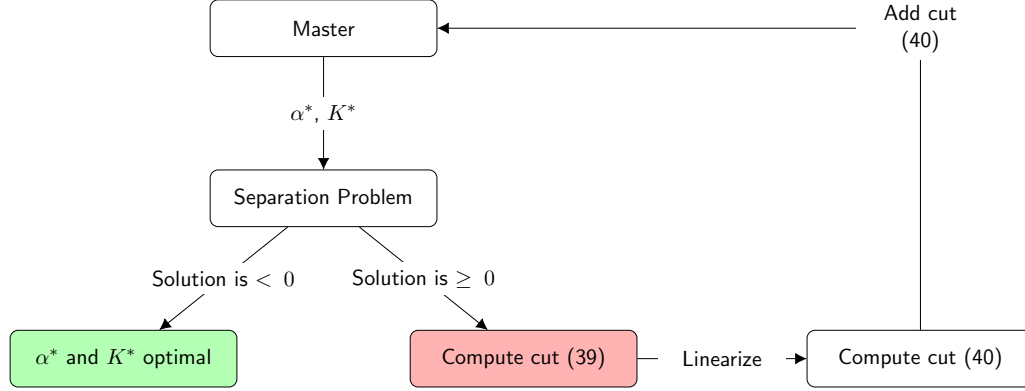 Master
Add cut
(40)
α*, K*
Separation Problem
Solution is < 0
Solution is ≥ 0
α* and K* optimal
Compute cut (39)
Linearize
Compute cut (40)